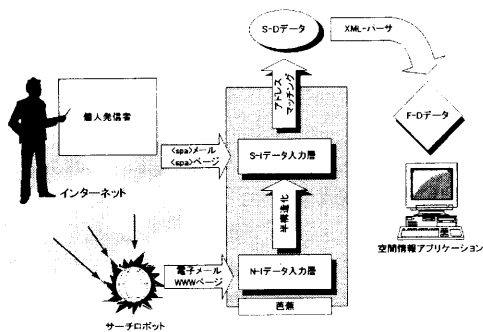 S-Dデータ
XML-パーサ
アドレス
マッチング
個人発信者
F-Dデータ
<spa>メール
<spa>ページ
S-Iデータ入力層
インターネット
半構造化
空間情報アプリケーション
電子メール
WWWページ
N-Iデータ入力層
芭蕉
サーチロボット